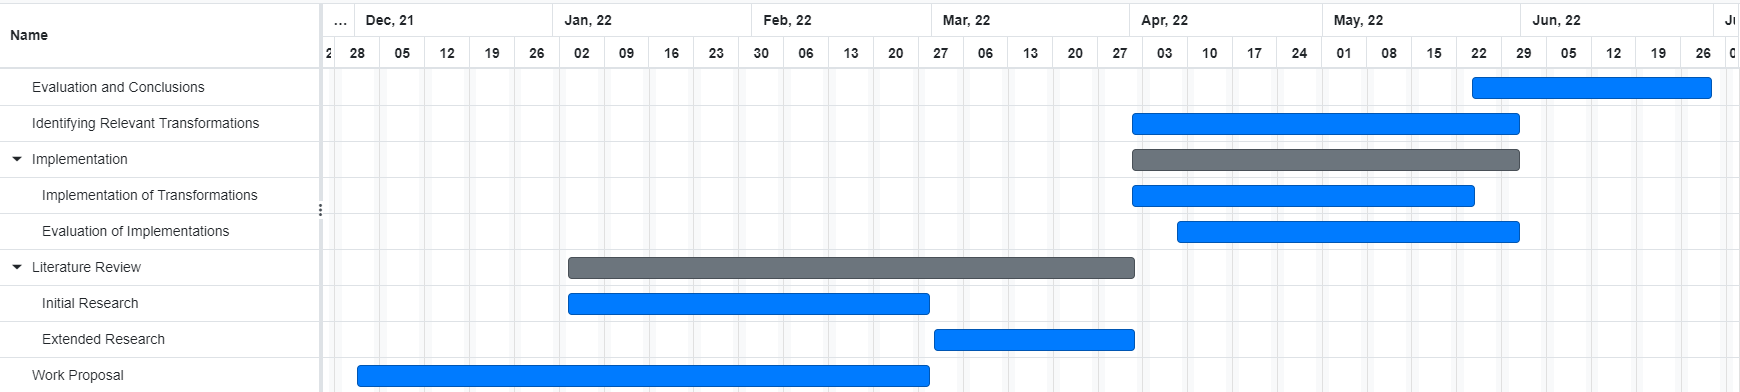 Name
... Dec, 21 Jan, 22 Feb, 22 Mar, 22 Apr, 22 May, 22 Jun, 22
28 05 12 19 26 02 09 16 23 30 06 13 20 27 06 13 20 27 03 10 17 24 01 08 15 22 29 05 12 19 26
Evaluation and Conclusions
Identifying Relevant Transformations
Implementation
Implementation of Transformations
Evaluation of Implementations
Literature Review
Initial Research
Extended Research
Work Proposal